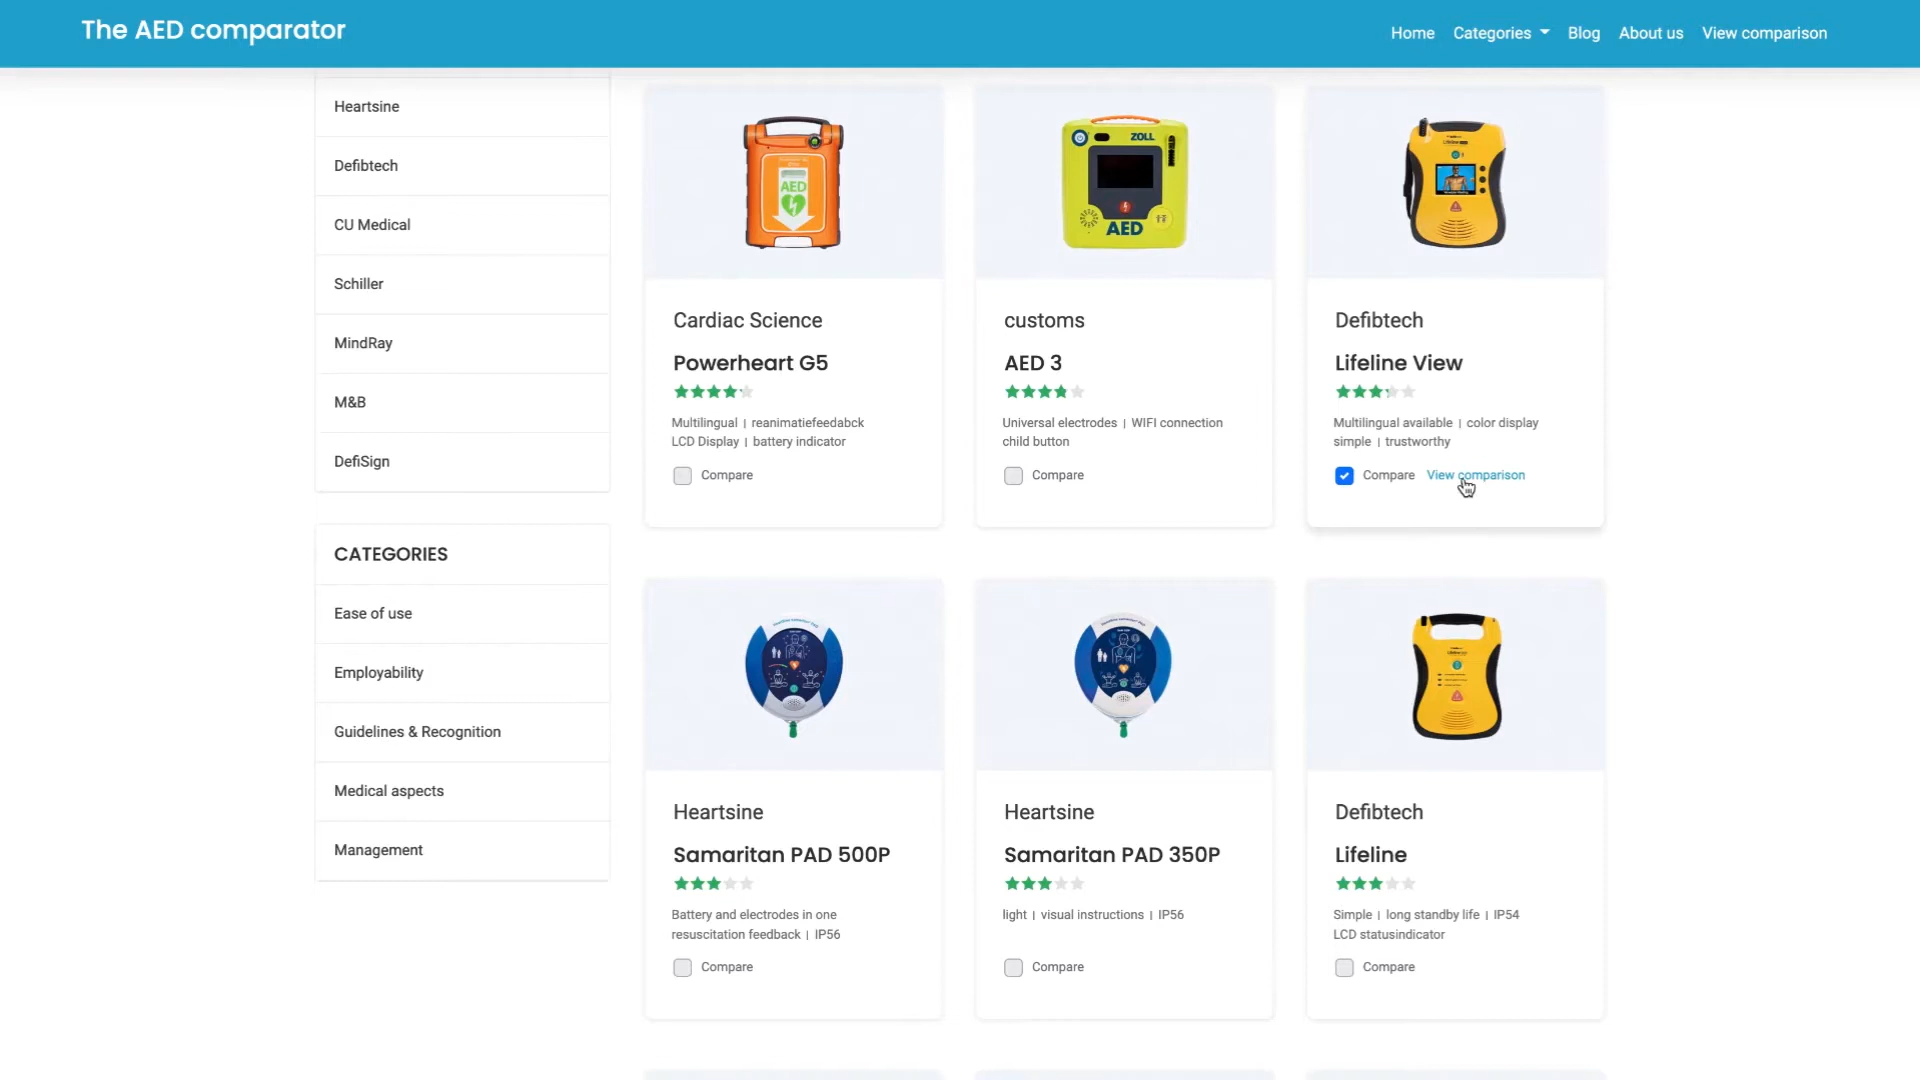 The AED comparator
Home Categories Blog About us View comparison
Heartsine
Defibtech
CU Medical
Schiller
MindRay
M&B
DefiSign
CATEGORIES
Ease of use
Employability
Guidelines & Recognition
Medical aspects
Management
AED
Cardiac Science
Powerheart G5
Multilingual | reanimatiefeedabck
LCD Display | battery indicator
Compare
ZOLL
AED
customs
AED 3
Universal electrodes | WIFI connection
child button
Compare
Defibtech
Lifeline View
Multilingual available | color display
simple | trustworthy
Compare View comparison
Heartsine
Samaritan PAD 500P
Battery and electrodes in one
resuscitation feedback | IP56
Compare
Heartsine
Samaritan PAD 350P
light | visual instructions | IP56
Compare
Defibtech
Lifeline
Simple | long standby life | IP54
LCD statusindicator
Compare